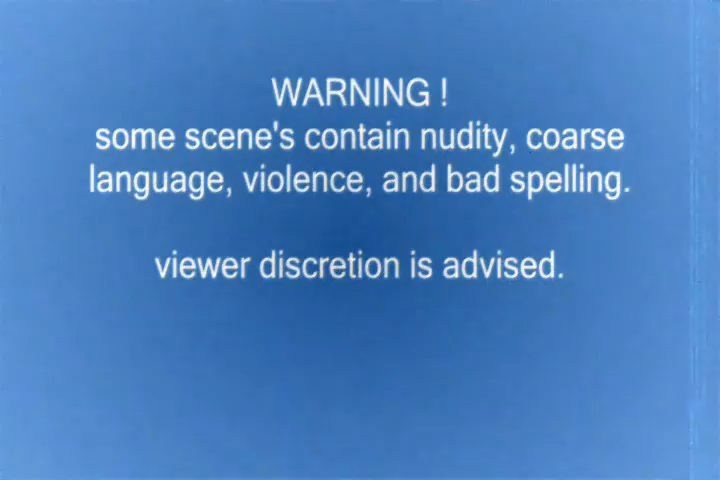 WARNING !
some scene's contain nudity, coarse
language, violence, and bad spelling.
viewer discretion is advised.